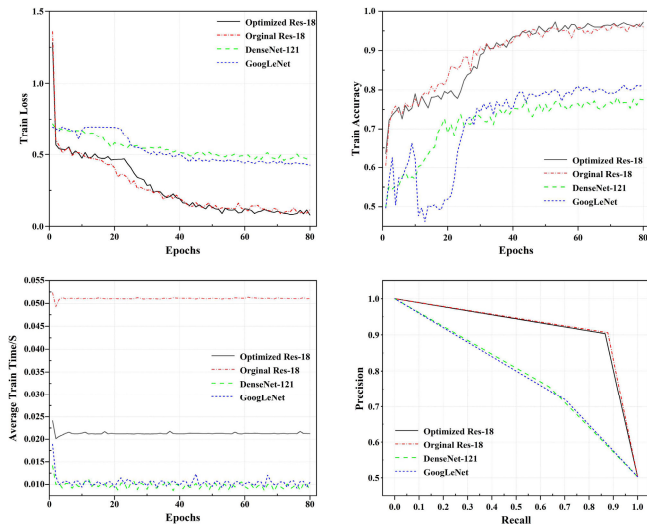 Train Loss
1.5
1.0
0.5
0.0
0
20
40
60
80
Epochs
Optimized Res-18
Orginal Res-18
DenseNet-121
GoogLeNet
Train Accuracy
1.0
0.9
0.8
0.7
0.6
0.5
0
20
40
60
80
Epochs
Optimized Res-18
Orginal Res-18
DenseNet-121
GoogLeNet
Average Train Time/S
0.055
0.050
0.045
0.040
0.035
0.030
0.025
0.020
0.015
0.010
0
20
40
60
80
Epochs
Optimized Res-18
Orginal Res-18
DenseNet-121
GoogLeNet
Precision
1.0
0.9
0.8
0.7
0.6
0.5
0.0 0.1 0.2 0.3 0.4 0.5 0.6 0.7 0.8 0.9 1.0
Recall
Optimized Res-18
Orginal Res-18
DenseNet-121
GoogLeNet